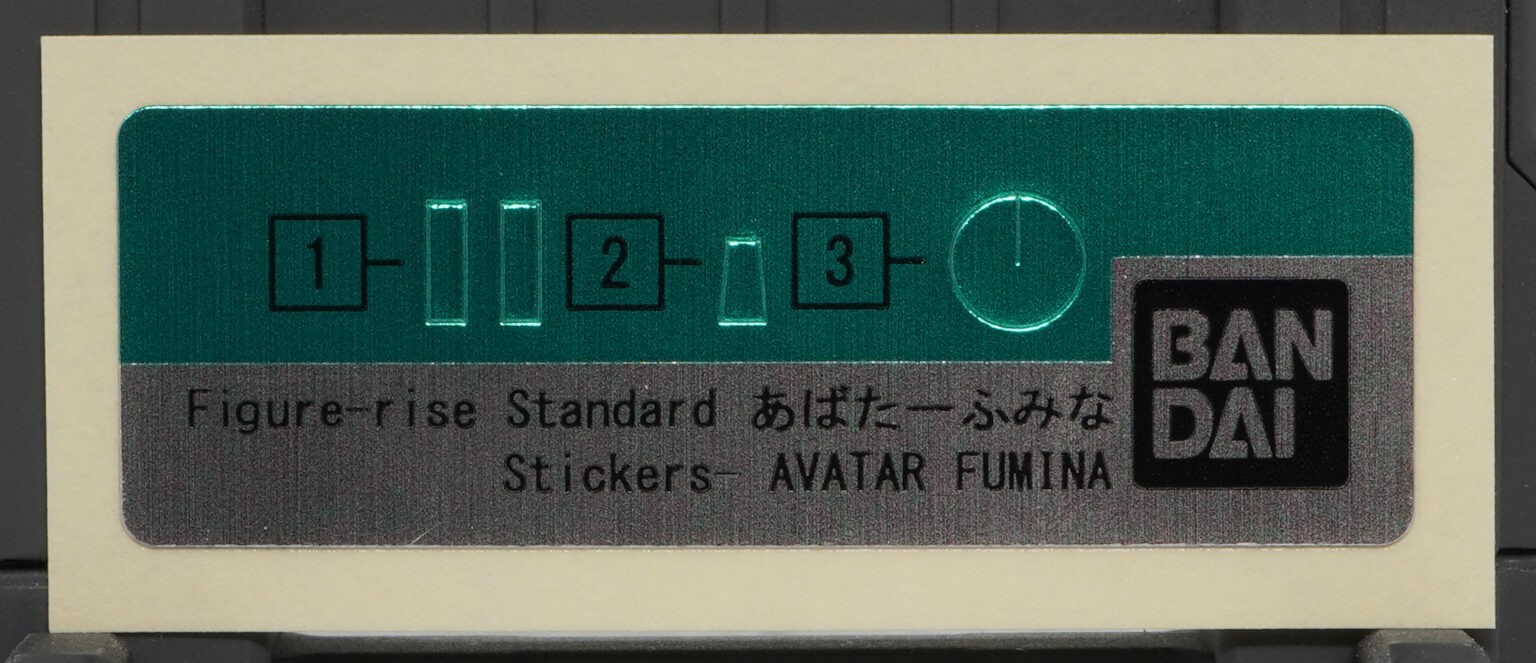 1 2 3
Figure-rise Standard あばたーふみな
Stickers- AVATAR FUMINA
BAN
DAI